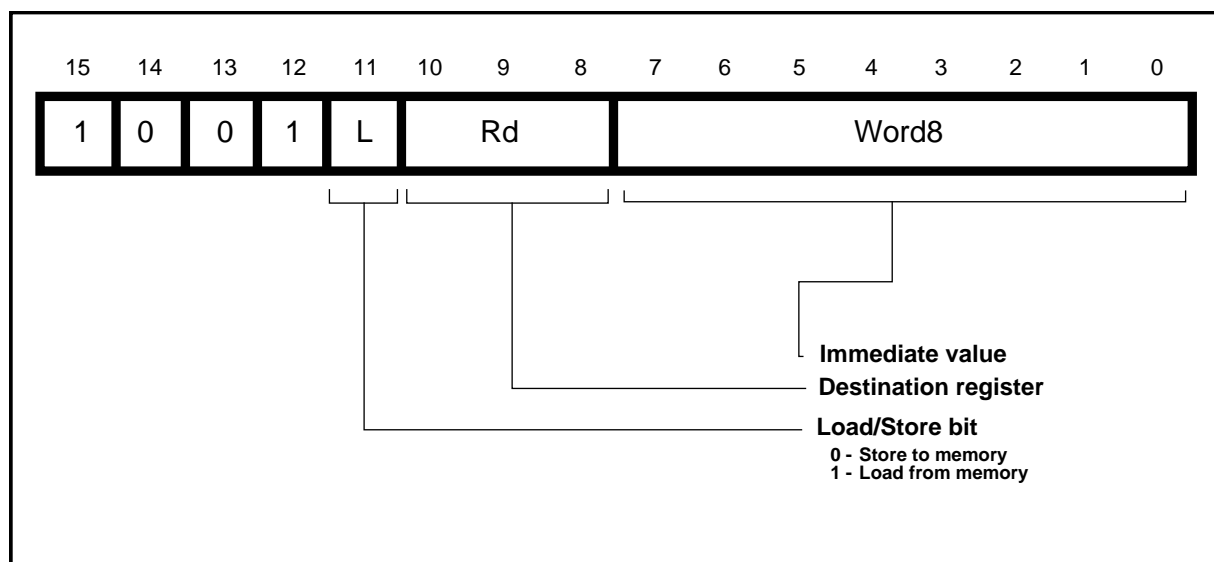 15 14 13 12 11 10 9 8 7 6 5 4 3 2 1 0
1 0 0 1 L Rd Word8
Immediate value
Destination register
Load/Store bit
0 - Store to memory
1 - Load from memory